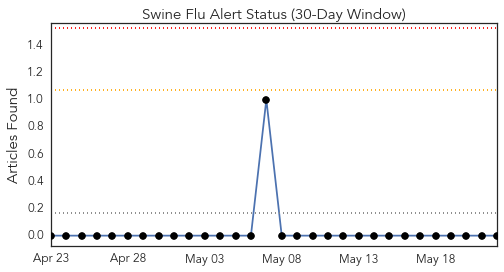 Swine Flu Alert Status (30-Day Window)
Articles Found
1.4
1.2
1.0
0.8
0.6
0.4
0.2
0.0
Apr 23 Apr 28 May 03 May 08 May 13 May 18